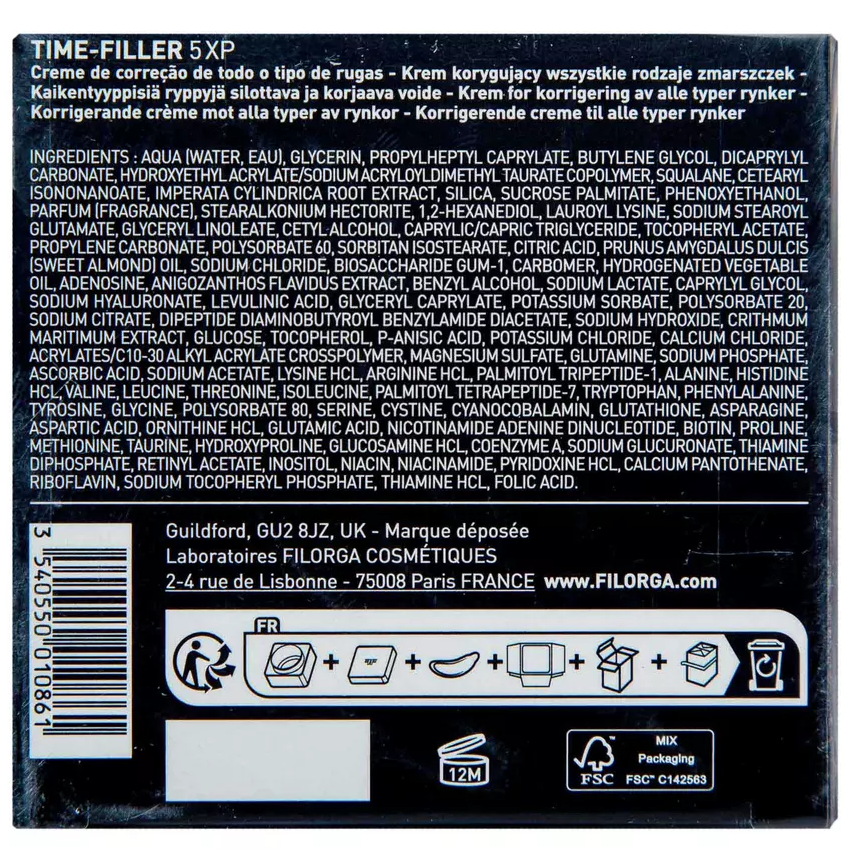 TIME-FILLER 5XP
Creme de correção de todo o tipo de rugas - Krem korygujący wszystkie rodzaje zmarszczek -
Kaikentyyppisiä ryppyjä silottava ja korjaava voide - Krem for korrigering av alle typer rynker -
Korrigerande crème mot alla typer av rynkor - Korrigerende creme til alle typer rynker
INGREDIENTS : AQUA (WATER, EAU), GLYCERIN, PROPYLHEPTYL CAPRYLATE, BUTYLENE GLYCOL, DICAPRYLYL
CARBONATE, HYDROXYETHYL ACRYLATE/SODIUM ACRYLOYLDIMETHYL TAURATE COPOLYMER, SQUALANE, CETEARYL
ISONONANOATE, IMPERATA CYLINDRICA ROOT EXTRACT, SILICA, SUCROSE PALMITATE, PHENOXYETHANOL,
PARFUM (FRAGRANCE), STEARALKONIUM HECTORITE, 1,2-HEXANEDIOL, LAUROYL LYSINE, SODIUM STEAROYL
GLUTAMATE, GLYCERYL LINOLEATE, CETYL ALCOHOL, CAPRYLIC/CAPRIC TRIGLYCERIDE, TOCOPHERYL ACETATE,
PROPYLENE CARBONATE, POLYSORBATE 60, SORBITAN ISOSTEARATE, CITRIC ACID, PRUNUS AMYGDALUS DULCIS
(SWEET ALMOND) OIL, SODIUM CHLORIDE, BIOSACCHARIDE GUM-1, CARBOMER, HYDROGENATED VEGETABLE
OIL, ADENOSINE, ANIGOZANTHOS FLAVIDUS EXTRACT, BENZYL ALCOHOL, SODIUM LACTATE, CAPRYLYL GLYCOL,
SODIUM HYALURONATE, LEVULINIC ACID, GLYCERYL CAPRYLATE, POTASSIUM SORBATE, POLYSORBATE 20,
SODIUM CITRATE, DIPEPTIDE DIAMINOBUTYROYL BENZYLAMIDE DIACETATE, SODIUM HYDROXIDE, CRITHMUM
MARITIMUM EXTRACT, GLUCOSE, TOCOPHEROL, P-ANISIC ACID, POTASSIUM CHLORIDE, CALCIUM CHLORIDE,
ACRYLATES/C10-30 ALKYL ACRYLATE CROSSPOLYMER, MAGNESIUM SULFATE, GLUTAMINE, SODIUM PHOSPHATE,
ASCORBIC ACID, SODIUM ACETATE, LYSINE HCL, ARGININE HCL, PALMITOYL TRIPEPTIDE-1, ALANINE, HISTIDINE
HCL, VALINE, LEUCINE, THREONINE, ISOLEUCINE, PALMITOYL TETRAPEPTIDE-7, TRYPTOPHAN, PHENYLALANINE,
TYROSINE, GLYCINE, POLYSORBATE 80, SERINE, CYSTINE, CYANOCOBALAMIN, GLUTATHIONE, ASPARAGINE,
ASPARTIC ACID, ORNITHINE HCL, GLUTAMIC ACID, NICOTINAMIDE ADENINE DINUCLEOTIDE, BIOTIN, PROLINE,
METHIONINE, TAURINE, HYDROXYPROLINE, GLUCOSAMINE HCL, COENZYME A, SODIUM GLUCURONATE, THIAMINE
DIPHOSPHATE, RETINYL ACETATE, INOSITOL, NIACIN, NIACINAMIDE, PYRIDOXINE HCL, CALCIUM PANTOTHENATE,
RIBOFLAVIN, SODIUM TOCOPHERYL PHOSPHATE, THIAMINE HCL, FOLIC ACID.
3 540550 010861
Guildford, GU2 8JZ, UK - Marque déposée
Laboratoires FILORGA COSMÉTIQUES
2-4 rue de Lisbonne - 75008 Paris FRANCE www.FILORGA.com
FR
12M
FSC
MIX
Packaging
FSC™ C142563